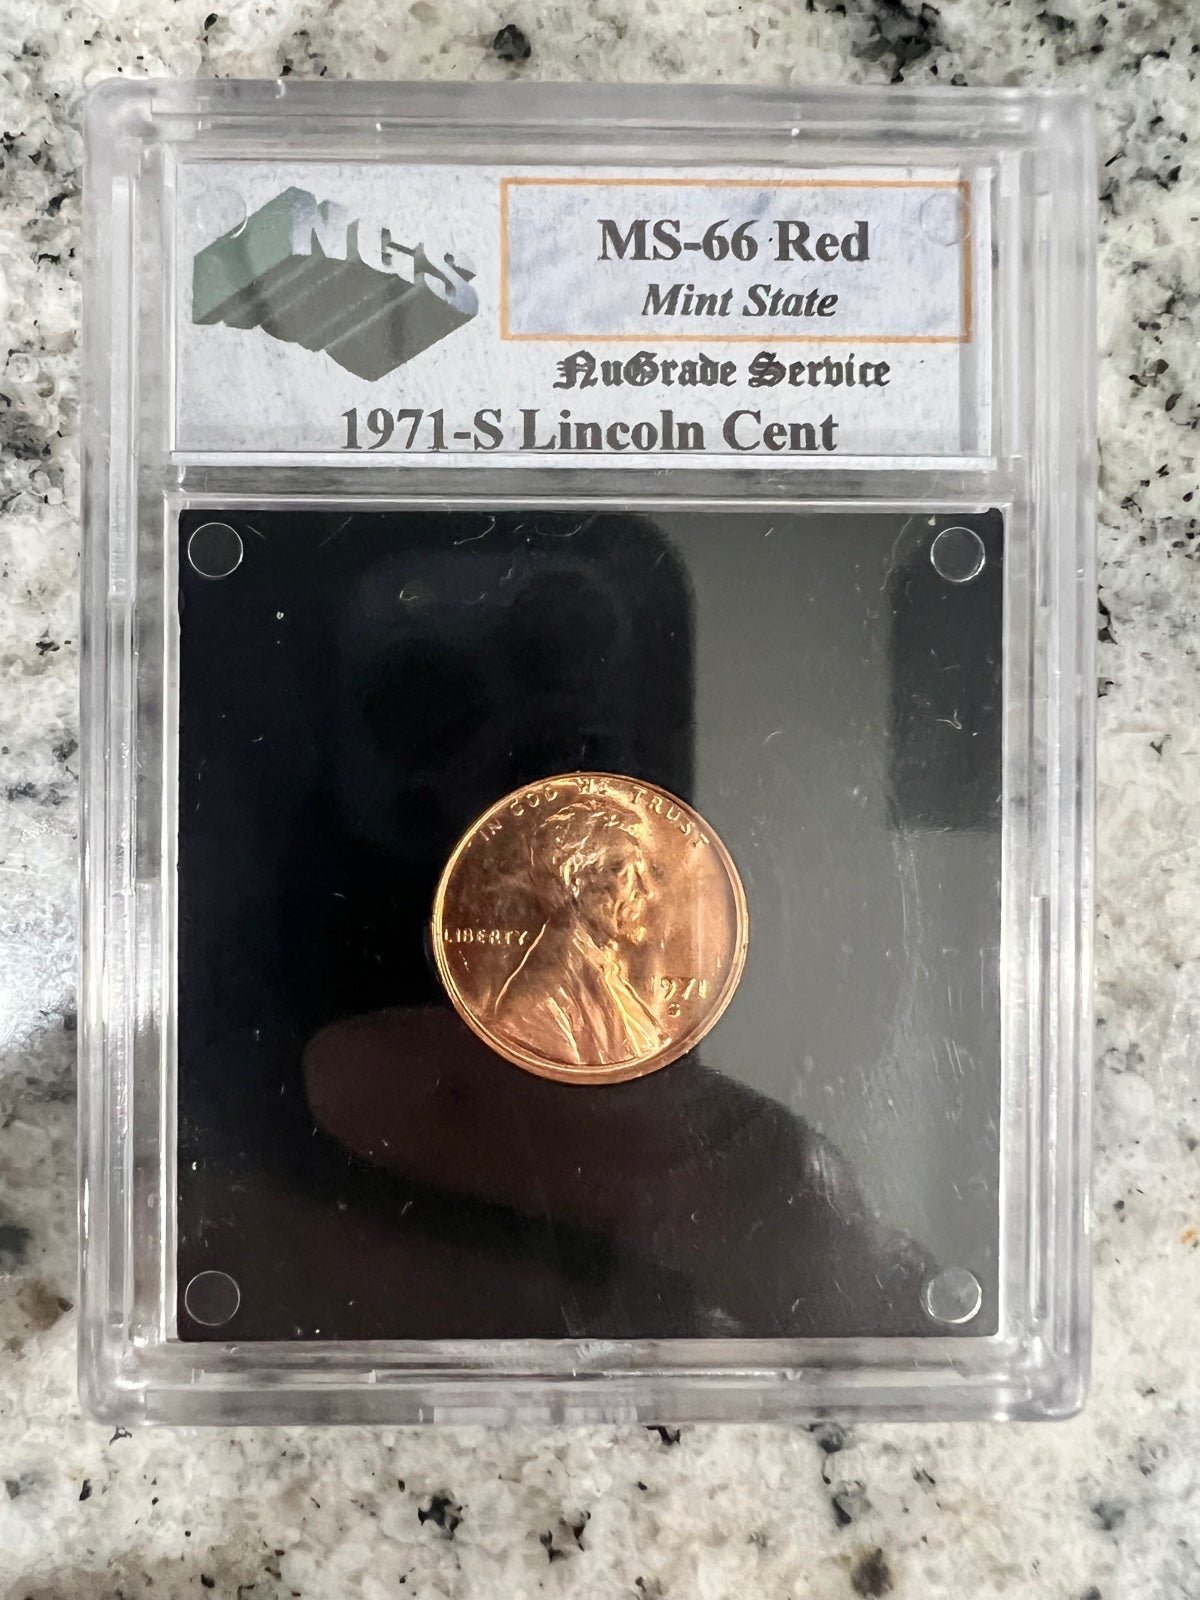 NGS
MS-66 Red
Mint State
NuGrade Service
1971-S Lincoln Cent
IN GOD WE TRUST
LIBERTY
1971
S